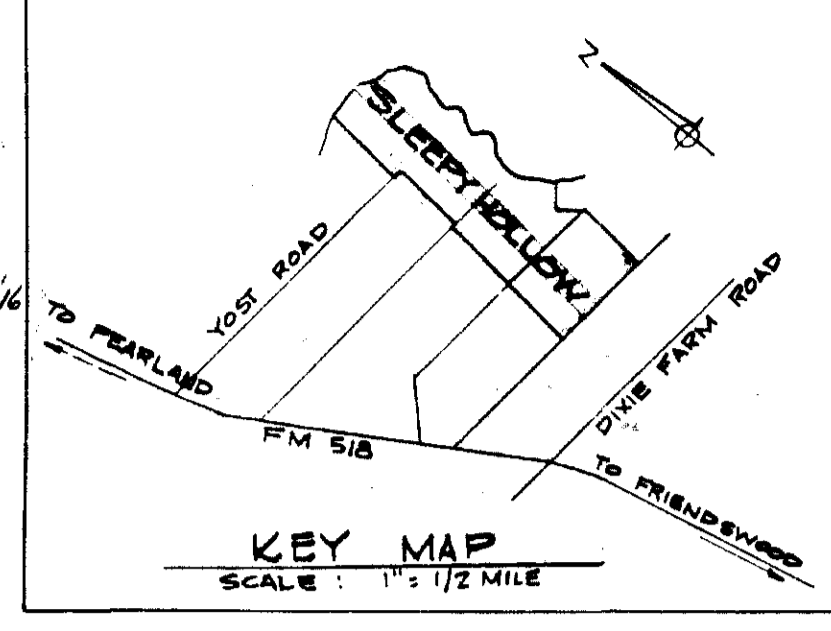 N
SLEEPY HOLLOW
YOST ROAD
16
TO PEARLAND
DIXIE FARM ROAD
FM 518
TO FRIENDSWOOD
KEY MAP
SCALE : 1" = 1/2 MILE